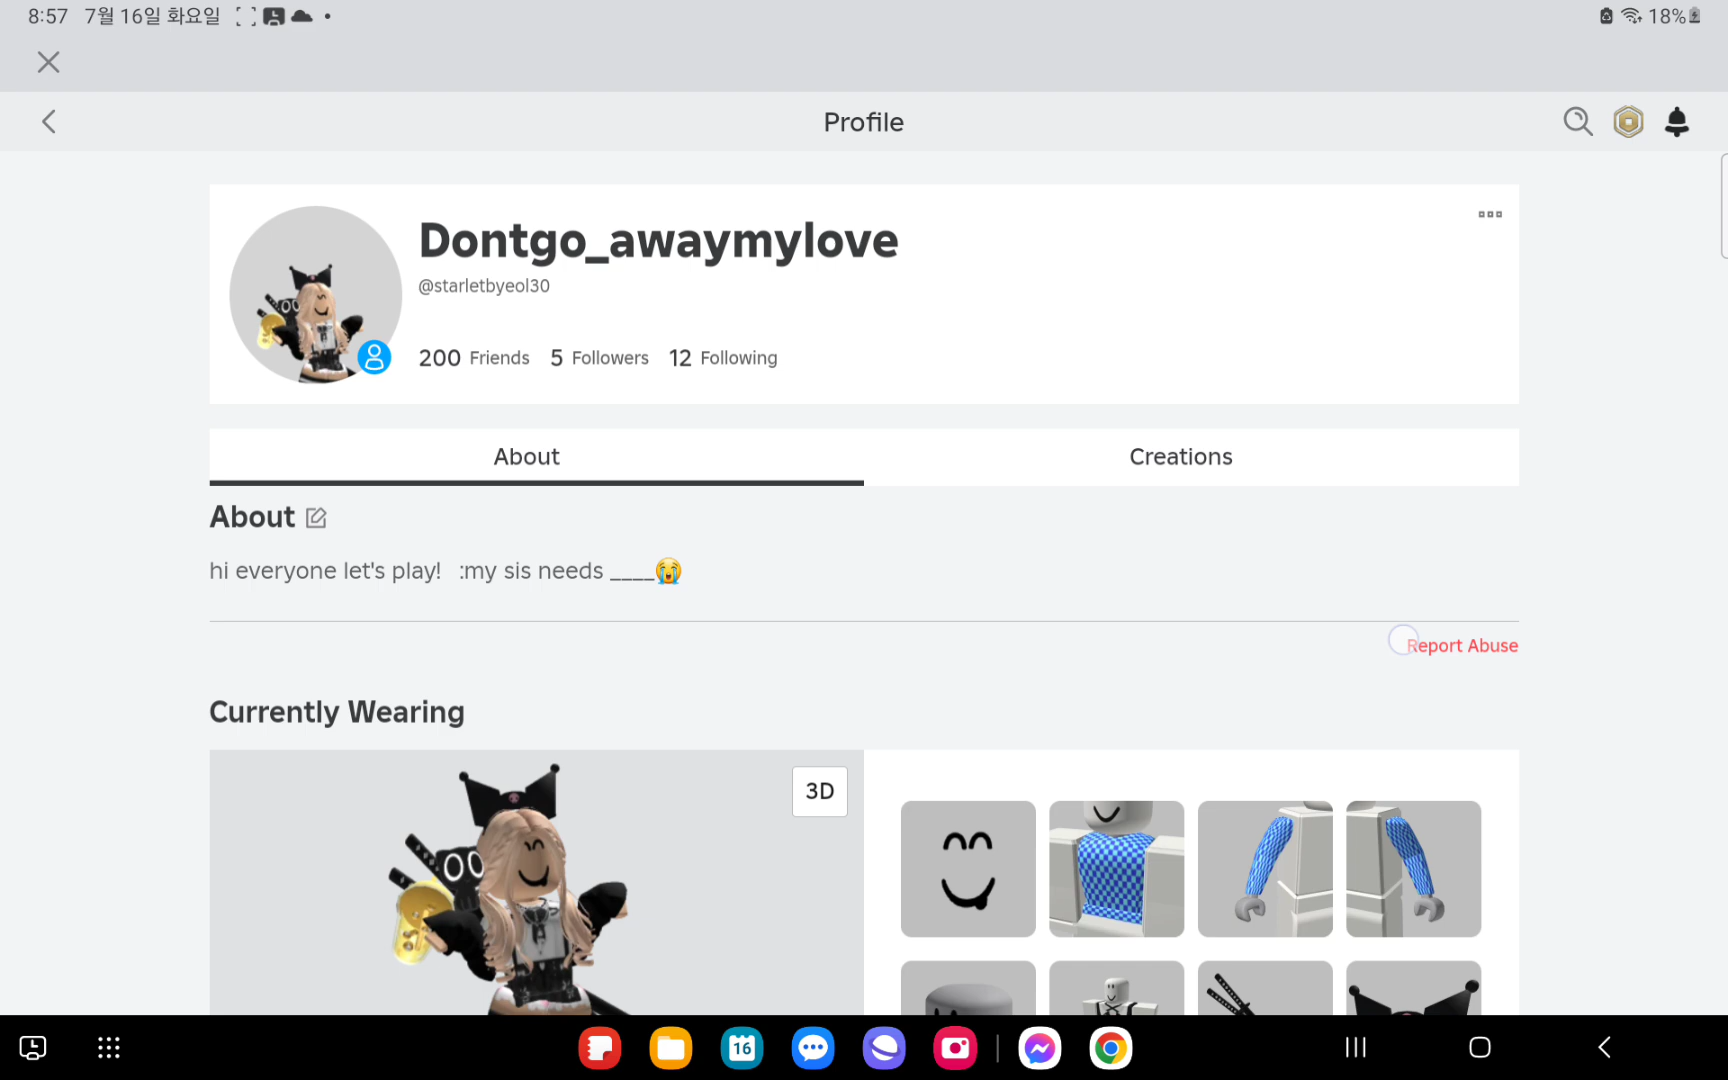 8:57 7월 16일 화요일
18%
Profile
Dontgo_awaymylove
@starletbyeol30
200 Friends 5 Followers 12 Following
About Creations
About
hi everyone let's play! :my sis needs ____😭
Report Abuse
Currently Wearing
3D
16